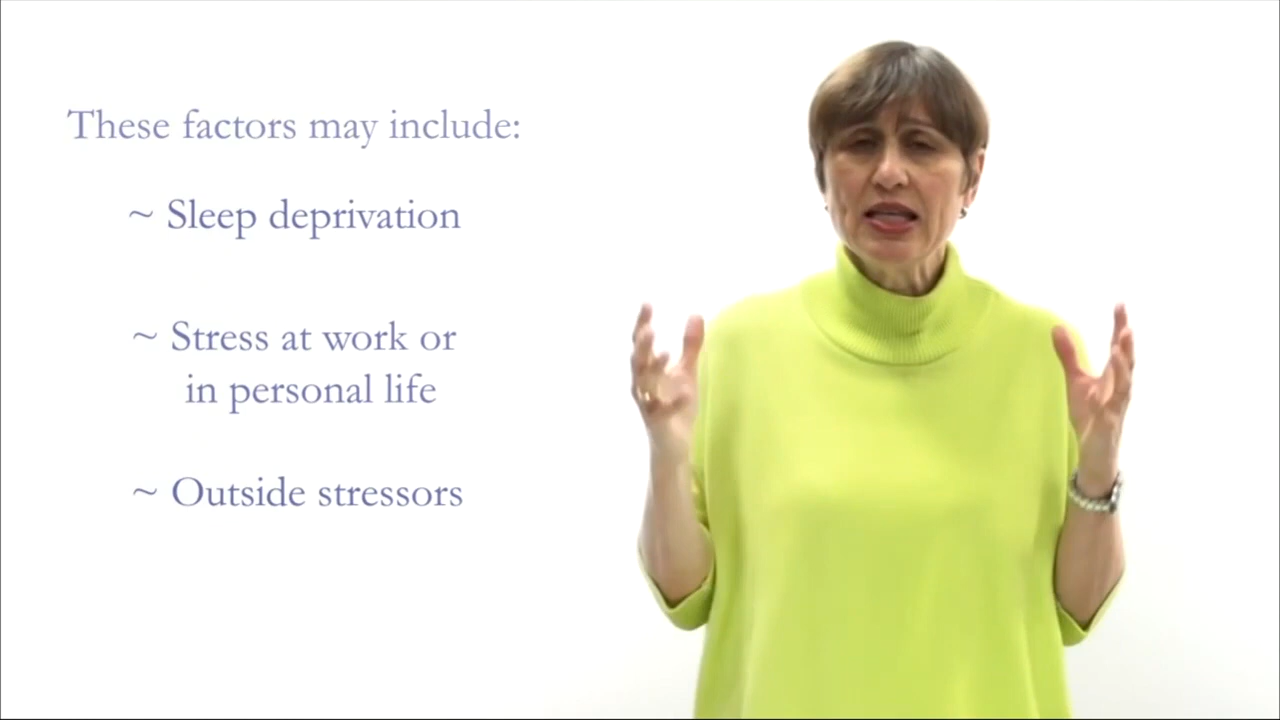 These factors may include:
~ Sleep deprivation
~ Stress at work or
in personal life
~ Outside stressors